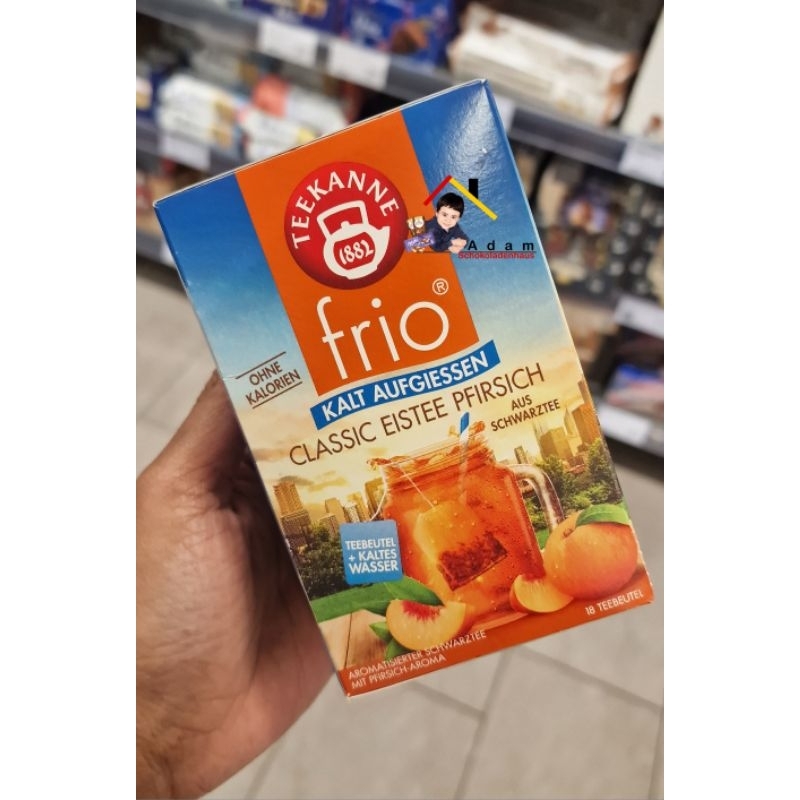 TEEKANNE
1882
Adam
Schokoladenhaus
frio®
OHNE
KALORIEN
KALT AUFGIESSEN
CLASSIC EISTEE PFIRSICH
AUS
SCHWARZTEE
TEEBEUTEL
+ KALTES
WASSER
18 TEEBEUTEL
AROMATISIERTER SCHWARZTEE
MIT PFIRSICH-AROMA